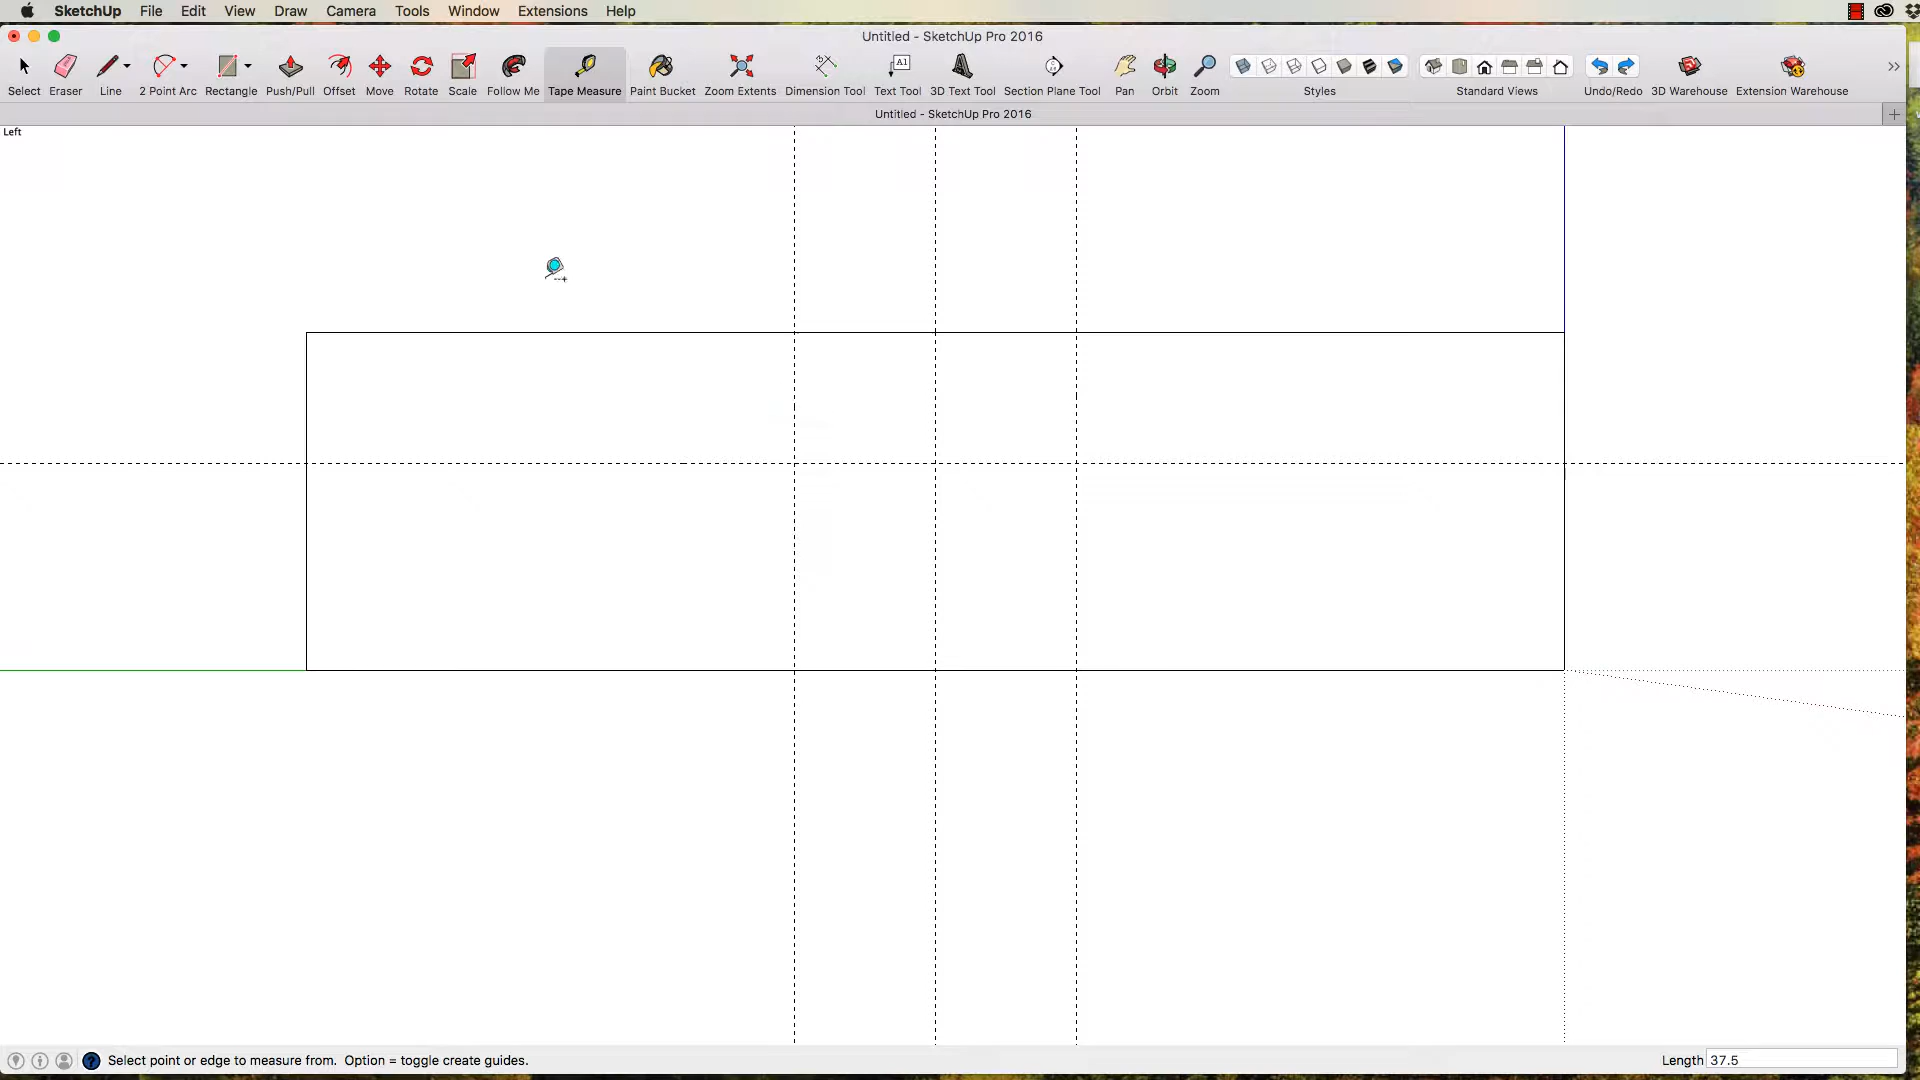 SketchUp File Edit View Draw Camera Tools Window Extensions Help
Untitled - SketchUp Pro 2016
Select Eraser Line 2 Point Arc Rectangle Push/Pull Offset Move Rotate Scale Follow Me Tape Measure Paint Bucket Zoom Extents Dimension Tool Text Tool 3D Text Tool Section Plane Tool Pan Orbit Zoom Styles Standard Views Undo/Redo 3D Warehouse Extension Warehouse
Untitled - SketchUp Pro 2016
Left
Select point or edge to measure from. Option = toggle create guides. Length 37.5